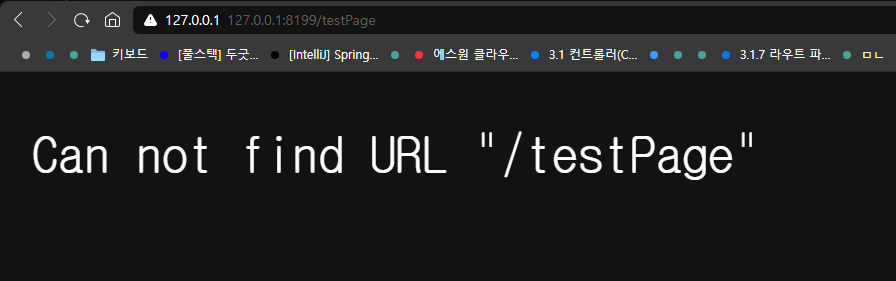 127.0.0.1 127.0.0.1:8199/testPage
키보드 [풀스택] 두굿... [IntelliJ] Spring... 에스원 클라우... 3.1 컨트롤러(C... 3.1.7 라우트 파... ㅁㄴ
Can not find URL "/testPage"